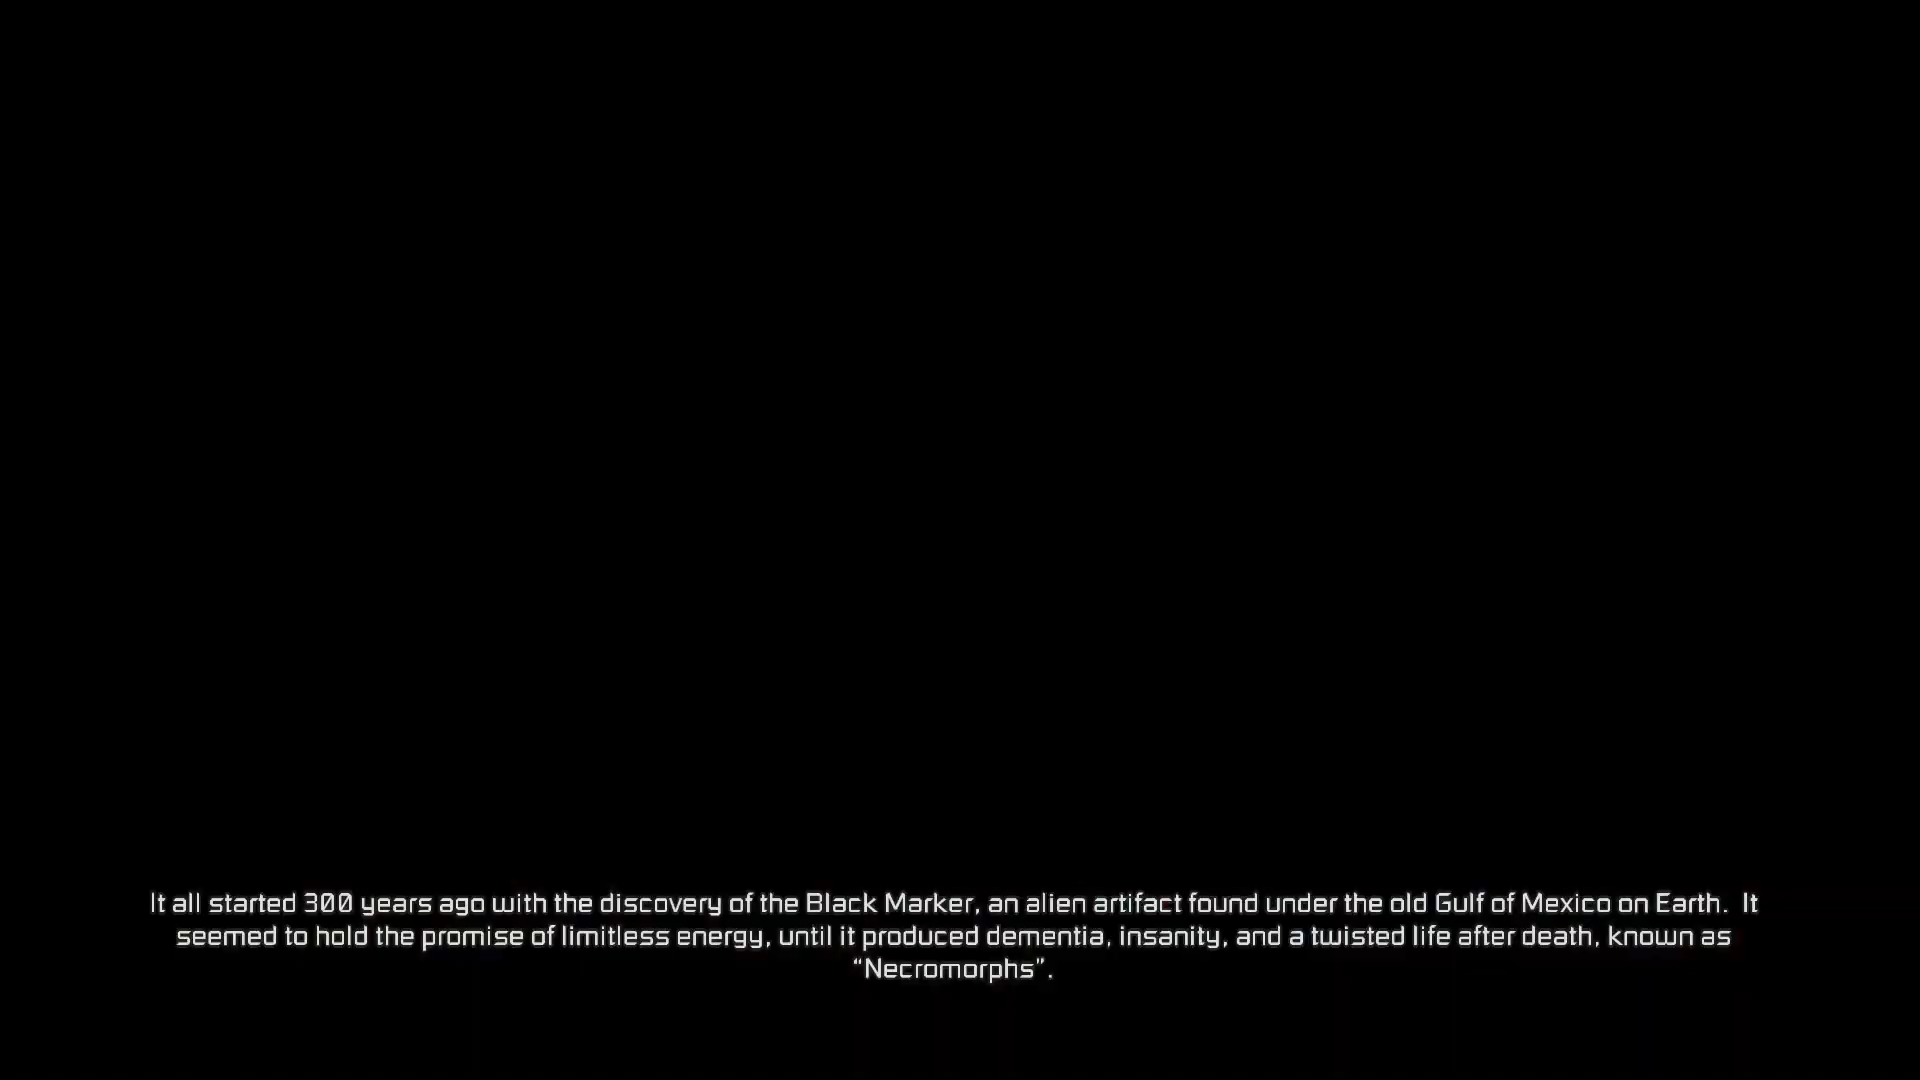 It all started 300 years ago with the discovery of the Black Marker, an alien artifact found under the old Gulf of Mexico on Earth.  It
seemed to hold the promise of limitless energy, until it produced dementia, insanity, and a twisted life after death, known as
“Necromorphs”.